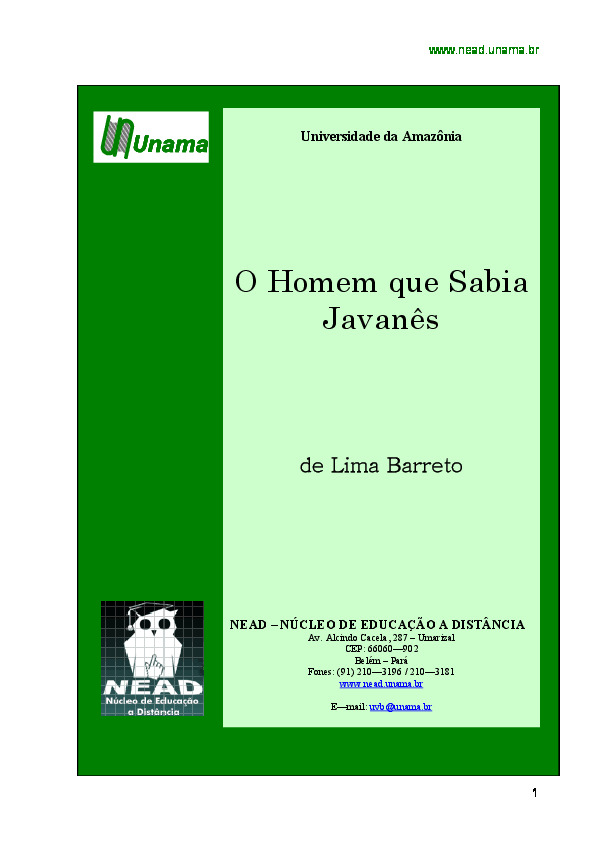 www.nead.unama.br
Unama
Universidade da Amazônia
O Homem que Sabia
Javanês
de Lima Barreto
NEAD – NÚCLEO DE EDUCAÇÃO A DISTÂNCIA
Av. Alcindo Cacela, 287 – Umarizal
CEP: 66060—902
Belém – Pará
Fones: (91) 210—3196 / 210—3181
www.nead.unama.br
E—mail: uvb@unama.br
NEAD
Núcleo de Educação
a Distância
1